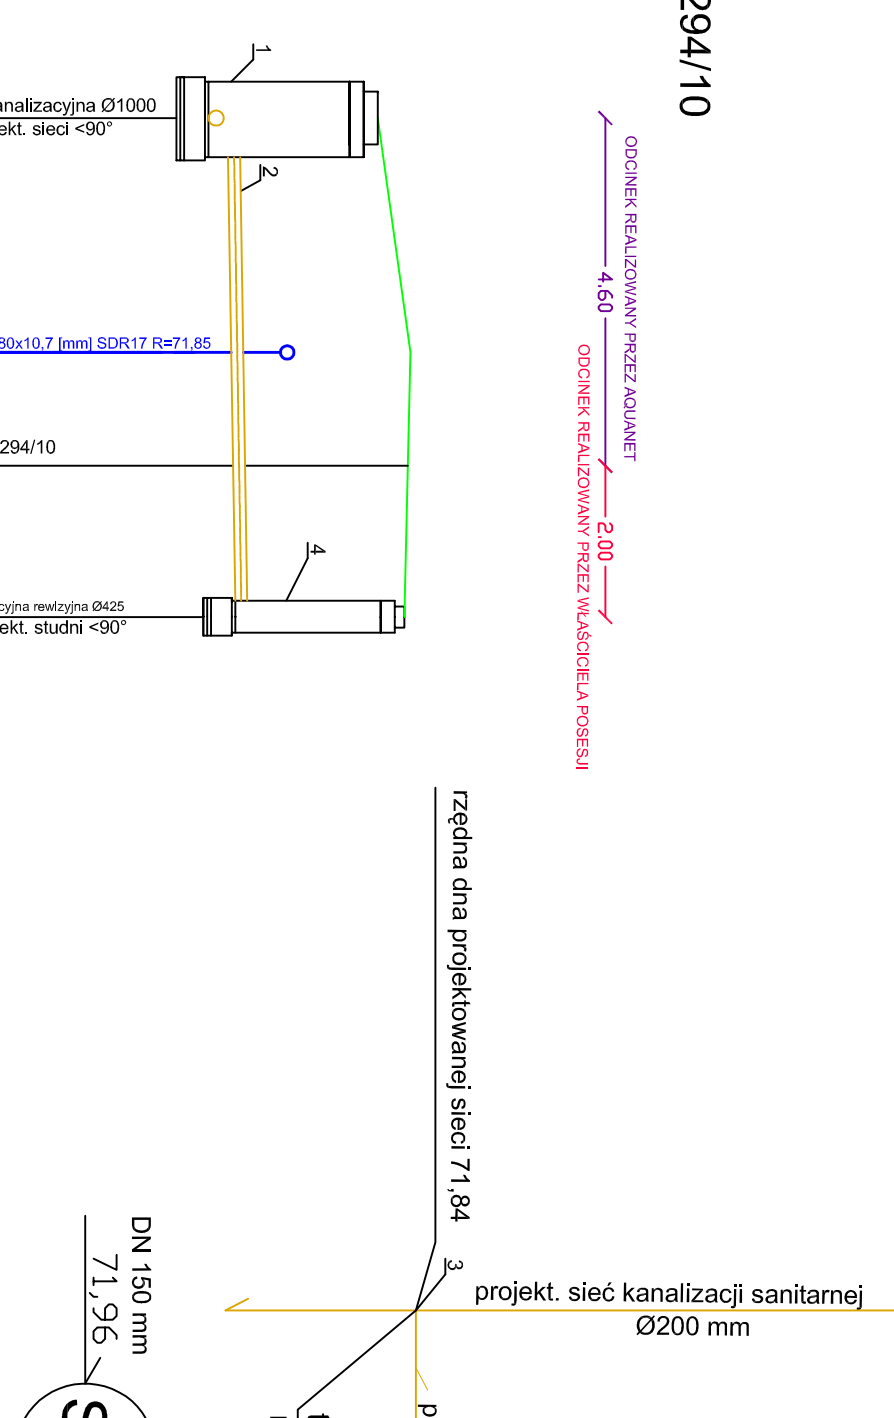 294/10
1
analizacyjna Ø1000
ekt. sieci <90°
2
ODCINEK REALIZOWANY PRZEZ AQUANET
4.60
80x10,7 [mm] SDR17 R=71,85
ODCINEK REALIZOWANY PRZEZ WŁAŚCICIELA POSESJI
2.00
294/10
4
cyjna rewizyjna Ø425
ekt. studni <90°
rzędna dna projektowanej sieci 71,84
3
projekt. sieć kanalizacji sanitarnej
Ø200 mm
DN 150 mm
71,96
S
p